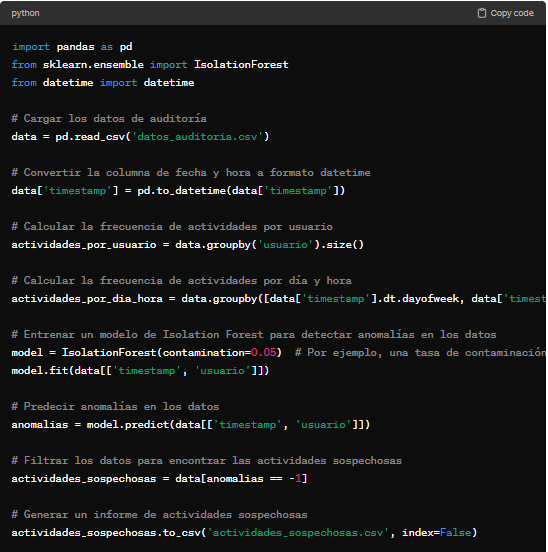 python
Copy code
import pandas as pd
from sklearn.ensemble import IsolationForest
from datetime import datetime
# Cargar los datos de auditoría
data = pd.read_csv('datos_auditoria.csv')
# Convertir la columna de fecha y hora a formato datetime
data['timestamp'] = pd.to_datetime(data['timestamp'])
# Calcular la frecuencia de actividades por usuario
actividades_por_usuario = data.groupby('usuario').size()
# Calcular la frecuencia de actividades por día y hora
actividades_por_dia_hora = data.groupby([data['timestamp'].dt.dayofweek, data['timest
# Entrenar un modelo de Isolation Forest para detectar anomalías en los datos
model = IsolationForest(contamination=0.05)  # Por ejemplo, una tasa de contaminación
model.fit(data[['timestamp', 'usuario']])
# Predecir anomalías en los datos
anomalias = model.predict(data[['timestamp', 'usuario']])
# Filtrar los datos para encontrar las actividades sospechosas
actividades_sospechosas = data[anomalias == -1]
# Generar un informe de actividades sospechosas
actividades_sospechosas.to_csv('actividades_sospechosas.csv', index=False)